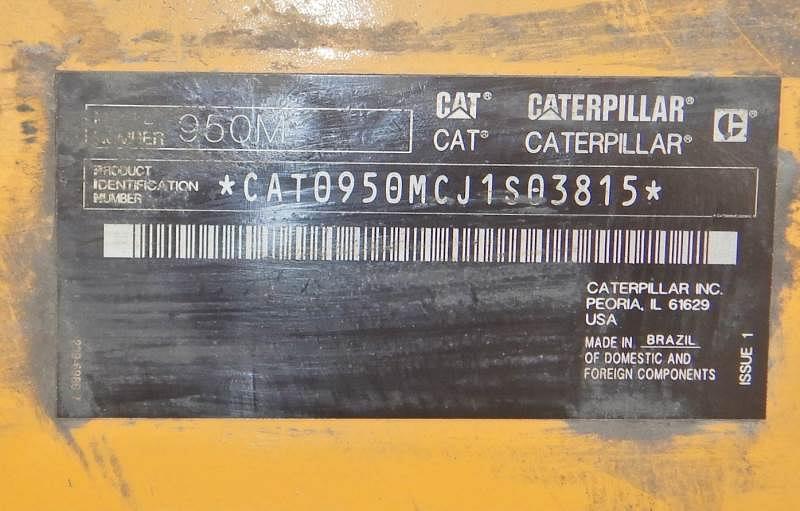 CAT® CATERPILLAR®
NUMBER 950M CAT® CATERPILLAR®
PRODUCT
IDENTIFICATION
NUMBER
*CAT0950MCJ1S03815*
CATERPILLAR INC.
PEORIA, IL 61629
USA
MADE IN BRAZIL
OF DOMESTIC AND
FOREIGN COMPONENTS
ISSUE 1